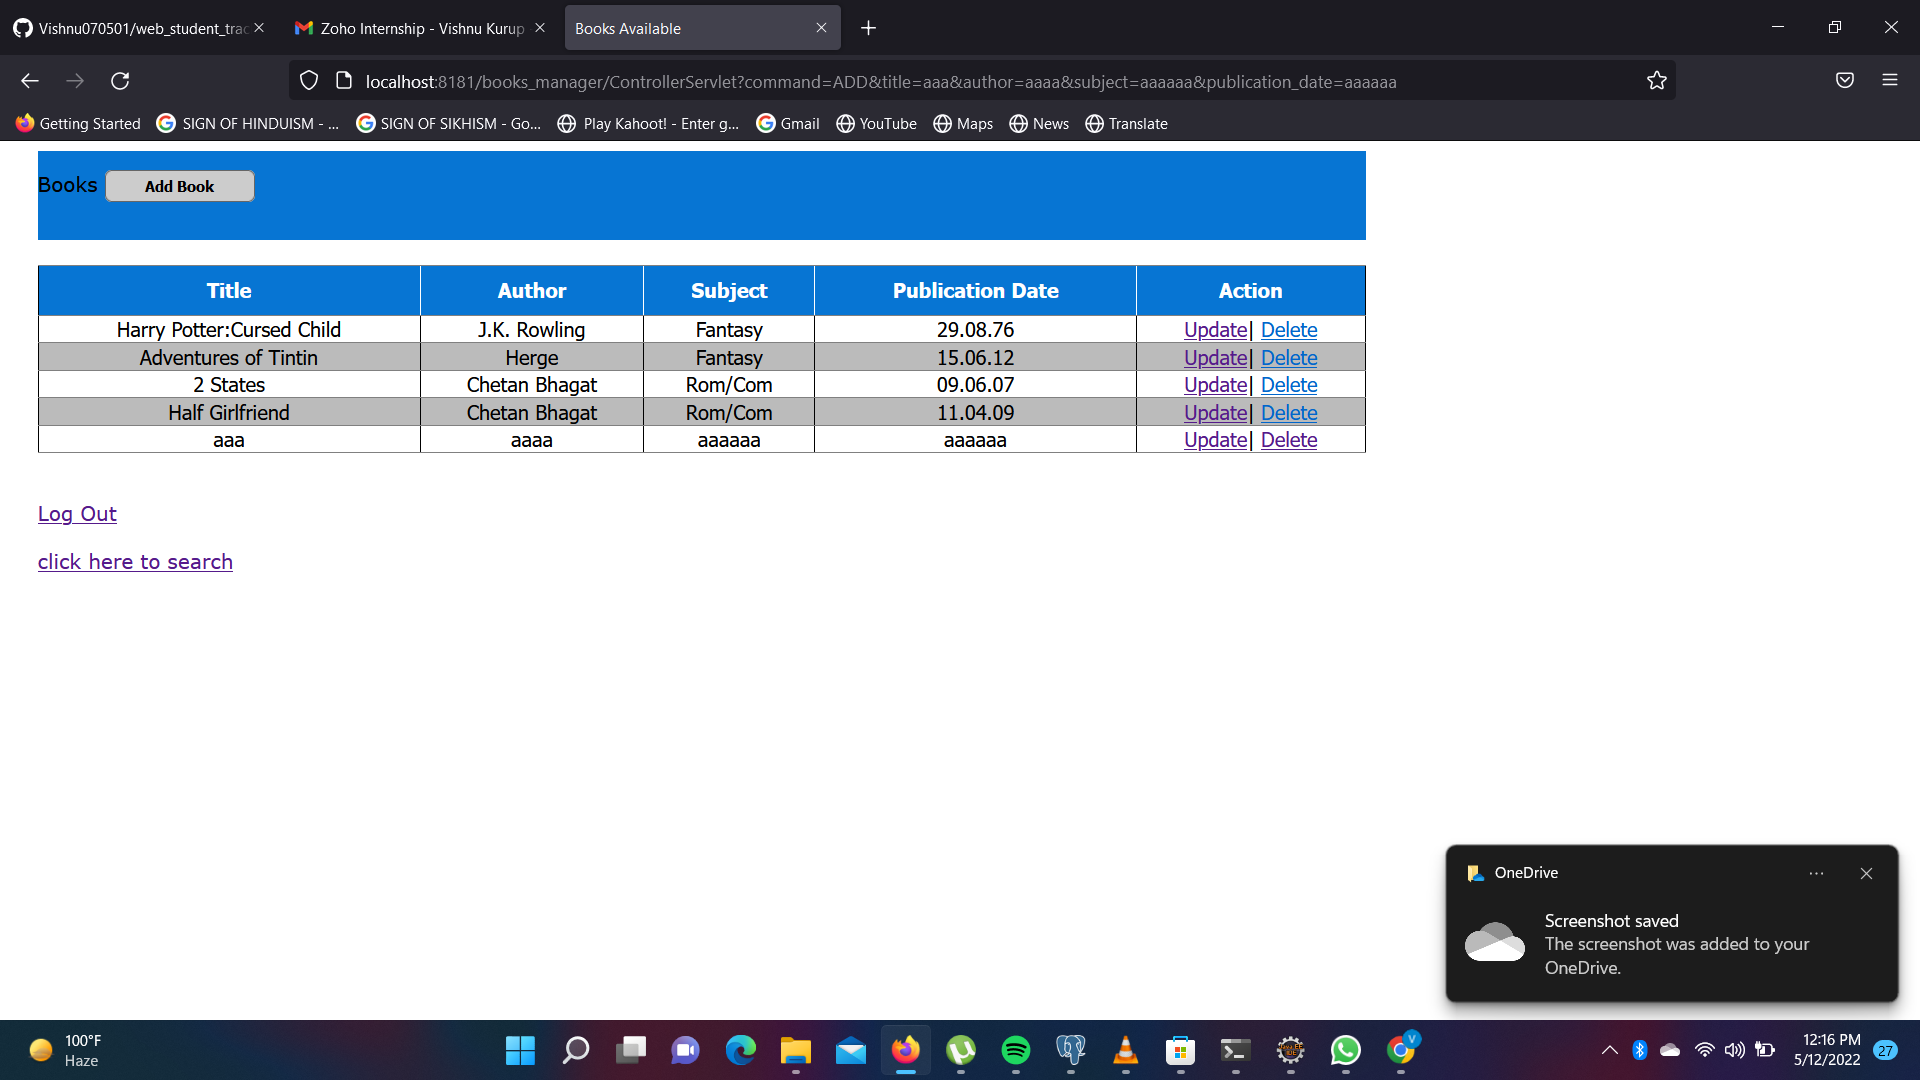 Vishnu070501/web_student_trac
Zoho Internship - Vishnu Kurup
Books Available
localhost:8181/books_manager/ControllerServlet?command=ADD&title=aaa&author=aaaa&subject=aaaaaa&publication_date=aaaaaa
Getting Started SIGN OF HINDUISM - ... SIGN OF SIKHISM - Go... Play Kahoot! - Enter g... Gmail YouTube Maps News Translate
Books Add Book
Title Author Subject Publication Date Action
Harry Potter:Cursed Child J.K. Rowling Fantasy 29.08.76 Update| Delete
Adventures of Tintin Herge Fantasy 15.06.12 Update| Delete
2 States Chetan Bhagat Rom/Com 09.06.07 Update| Delete
Half Girlfriend Chetan Bhagat Rom/Com 11.04.09 Update| Delete
aaa aaaa aaaaaa aaaaaa Update| Delete
Log Out
click here to search
OneDrive
Screenshot saved
The screenshot was added to your
OneDrive.
100°F
Haze
V
12:16 PM
5/12/2022
27